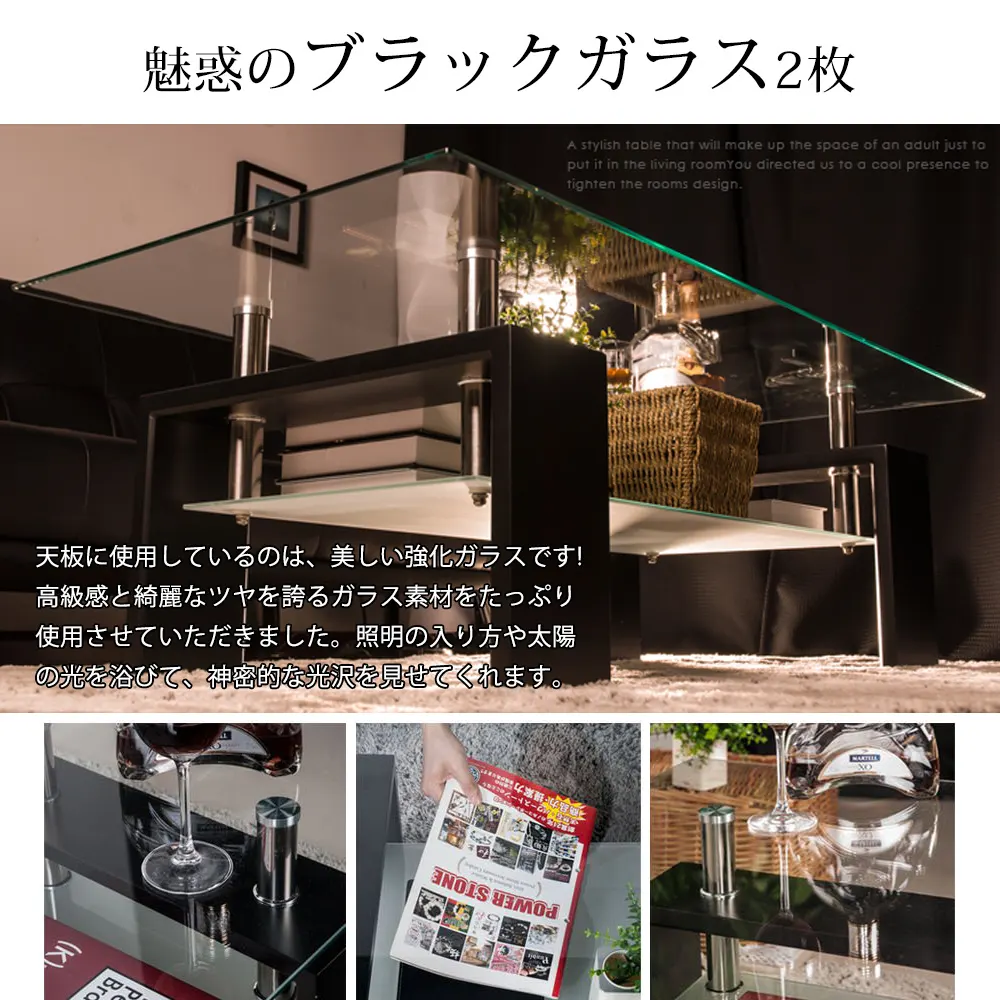 魅惑のブラックガラス2枚
A stylish table that will make up the space of an adult just to
put it in the living roomYou directed us to a cool presence to
tighten the rooms design.
天板に使用しているのは、美しい強化ガラスです!
高級感と綺麗なツヤを誇るガラス素材をたっぷり
使用させていただきました。照明の入り方や太陽
の光を浴びて、神密的な光沢を見せてくれます。
MARTELL
XO
POWER STONE